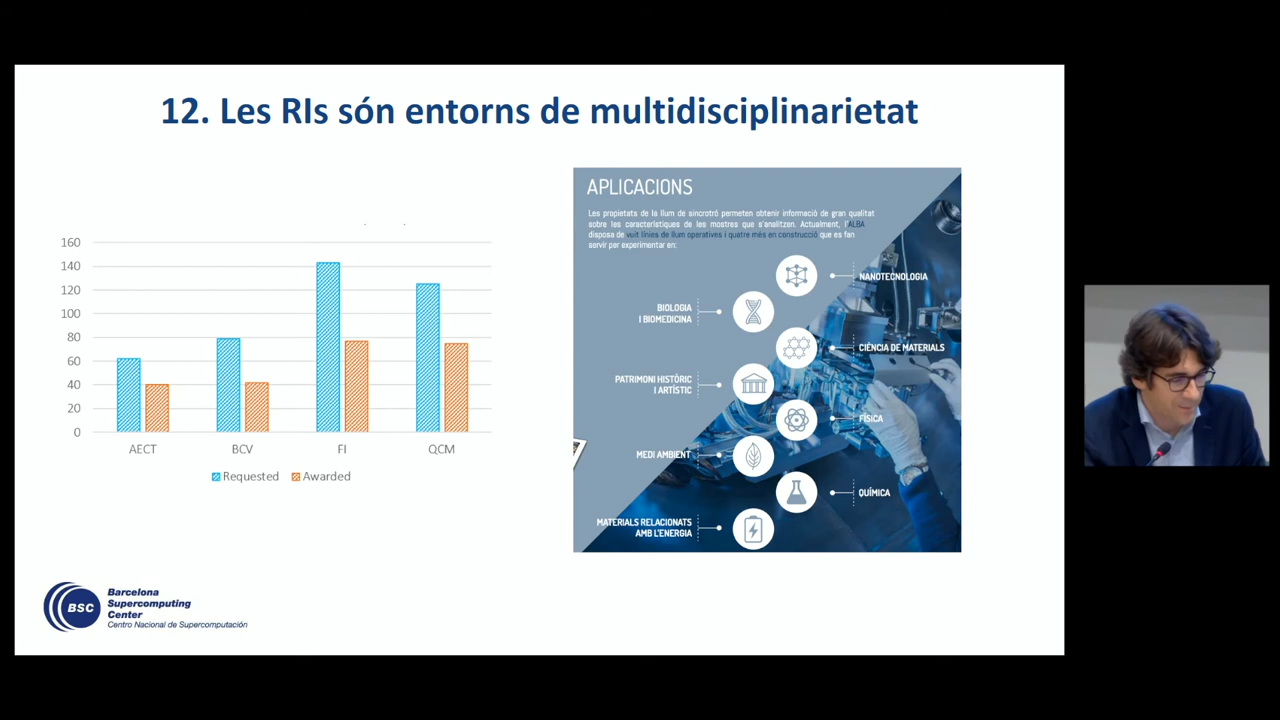 12. Les RIs són entorns de multidisciplinarietat
160
140
120
100
80
60
40
20
0
AECT
BCV
FI
QCM
Requested
Awarded
APLICACIONS
Les propietats de la llum de sincrotró permeten obtenir informació de gran qualitat
sobre les característiques de les mostres que s'analitzen. Actualment, l'ALBA
disposa de vuit línies de llum operatives i quatre més en construcció que es fan
servir per experimentar en:
NANOTECNOLOGIA
BIOLOGIA
I BIOMEDICINA
CIÈNCIA DE MATERIALS
PATRIMONI HISTÒRIC
I ARTÍSTIC
FÍSICA
MEDI AMBIENT
QUÍMICA
MATERIALS RELACIONATS
AMB L'ENERGIA
BSC
Barcelona
Supercomputing
Center
Centro Nacional de Supercomputación